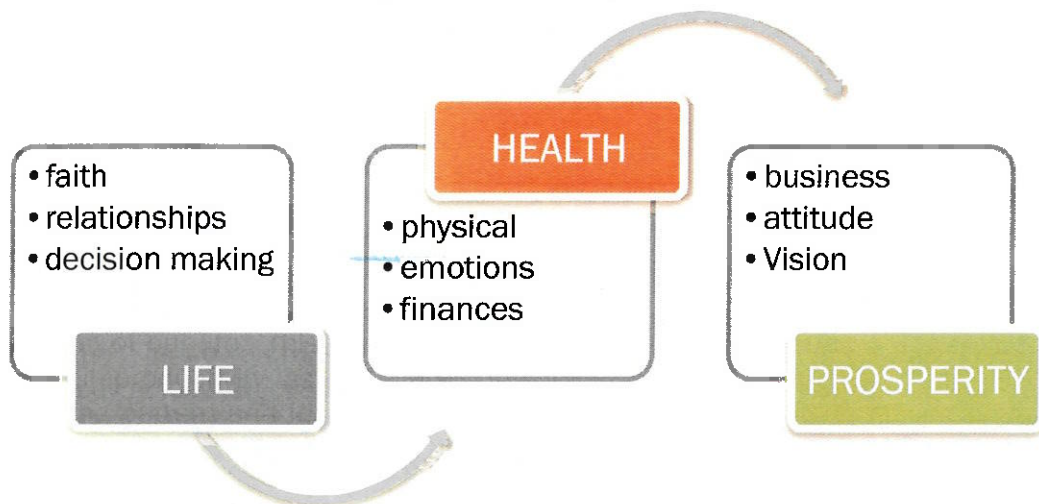 • faith
• relationships
• decision making
LIFE
HEALTH
• physical
• emotions
• finances
• business
• attitude
• Vision
PROSPERITY